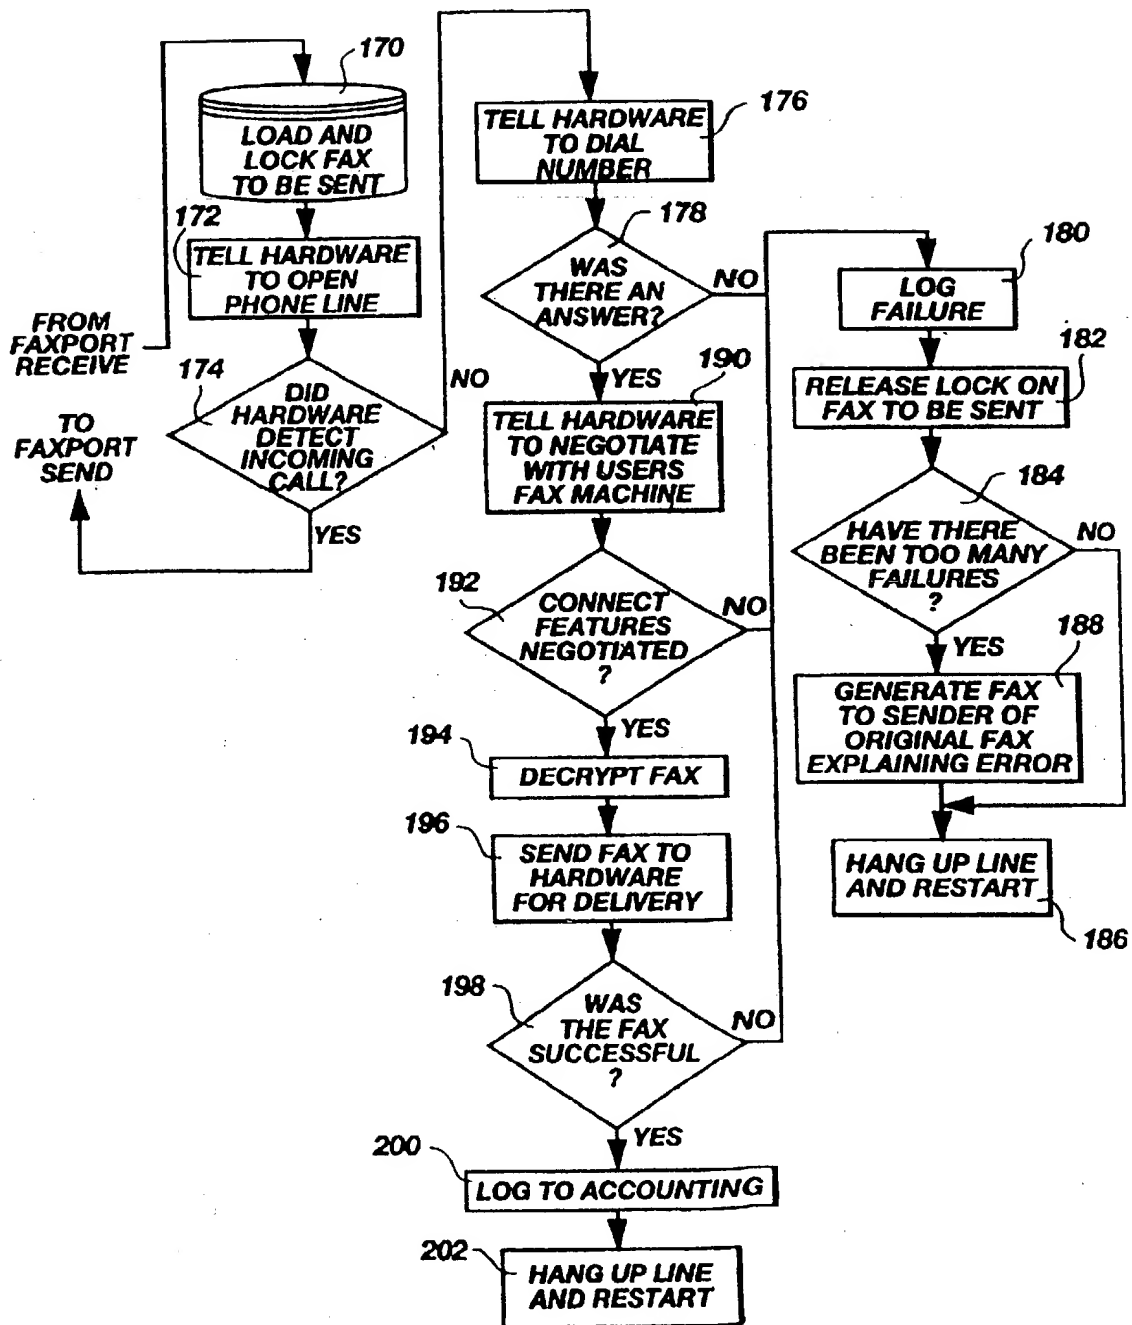 170
LOAD AND
LOCK FAX
TO BE SENT
172
TELL HARDWARE
TO OPEN
PHONE LINE
FROM
FAXPORT
RECEIVE
174
DID
HARDWARE
DETECT
INCOMING
CALL?
NO
YES
TO
FAXPORT
SEND
176
TELL HARDWARE
TO DIAL
NUMBER
178
WAS
THERE AN
ANSWER?
NO
YES
190
TELL HARDWARE
TO NEGOTIATE
WITH USERS
FAX MACHINE
192
CONNECT
FEATURES
NEGOTIATED
?
NO
YES
194
DECRYPT FAX
196
SEND FAX TO
HARDWARE
FOR DELIVERY
198
WAS
THE FAX
SUCCESSFUL
?
NO
YES
200
LOG TO ACCOUNTING
202
HANG UP LINE
AND RESTART
180
LOG
FAILURE
182
RELEASE LOCK ON
FAX TO BE SENT
184
HAVE THERE
BEEN TOO MANY
FAILURES
?
NO
YES
188
GENERATE FAX
TO SENDER OF
ORIGINAL FAX
EXPLAINING ERROR
HANG UP LINE
AND RESTART
186